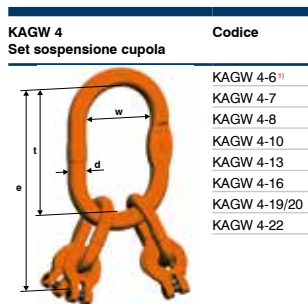 KAGW 4
Set sospensione cupola
Codice
KAGW 4-6 1)
KAGW 4-7
KAGW 4-8
KAGW 4-10
KAGW 4-13
KAGW 4-16
KAGW 4-19/20
KAGW 4-22
w
t
d
e